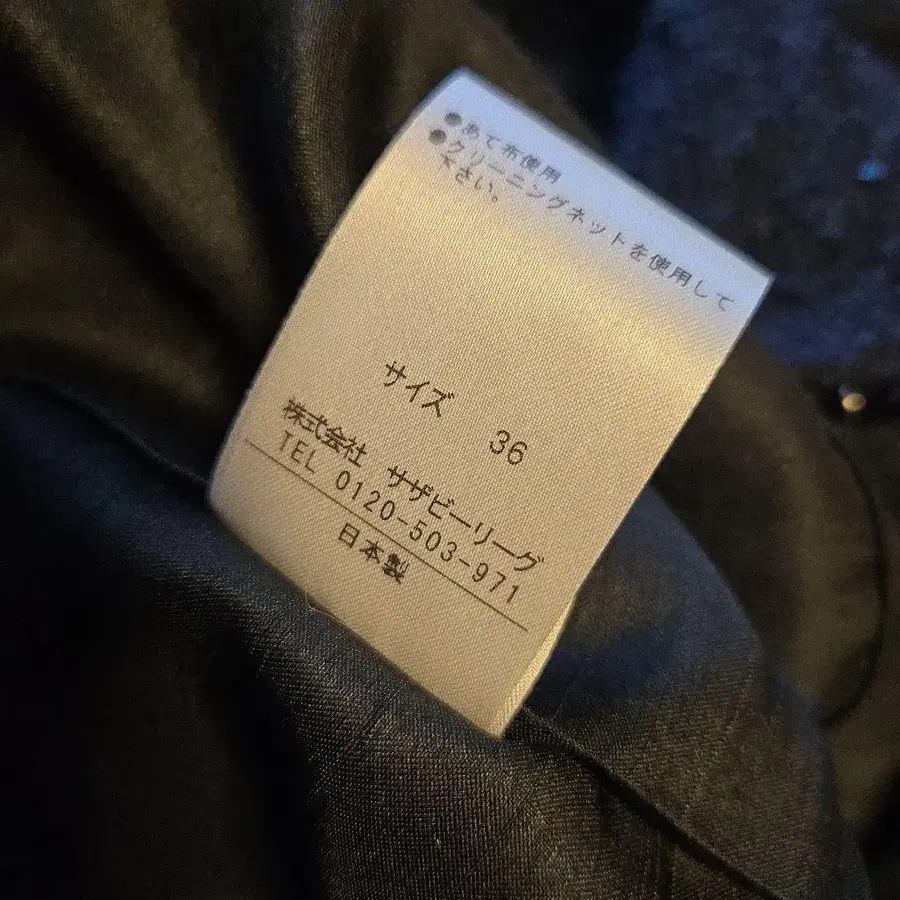 ●あて布使用
●クリーニングネットを使用して
下さい。
サイズ 36
株式会社 サザビーリーグ
TEL 0120-503-971
日本製